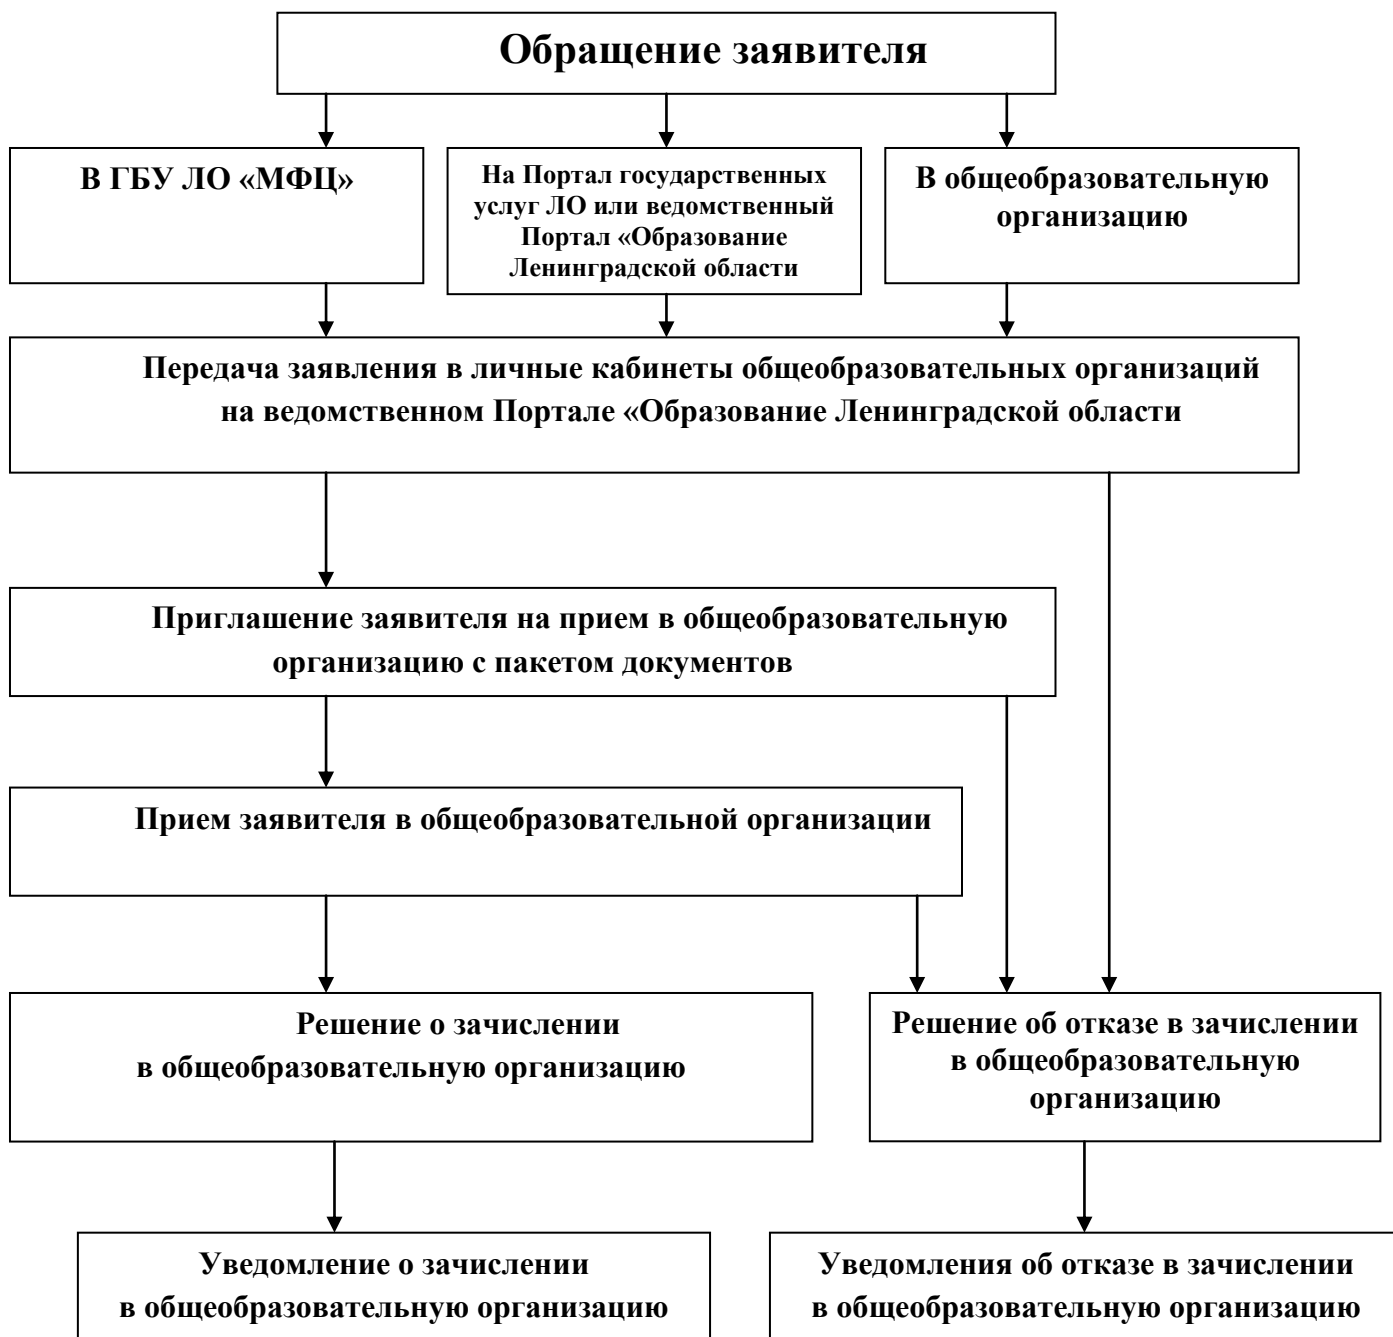 Обращение заявителя
В ГБУ ЛО «МФЦ»
На Портал государственных
услуг ЛО или ведомственный
Портал «Образование
Ленинградской области
В общеобразовательную
организацию
Передача заявления в личные кабинеты общеобразовательных организаций
на ведомственном Портале «Образование Ленинградской области
Приглашение заявителя на прием в общеобразовательную
организацию с пакетом документов
Прием заявителя в общеобразовательной организации
Решение о зачислении
в общеобразовательную организацию
Решение об отказе в зачислении
в общеобразовательную
организацию
Уведомление о зачислении
в общеобразовательную организацию
Уведомления об отказе в зачислении
в общеобразовательную организацию